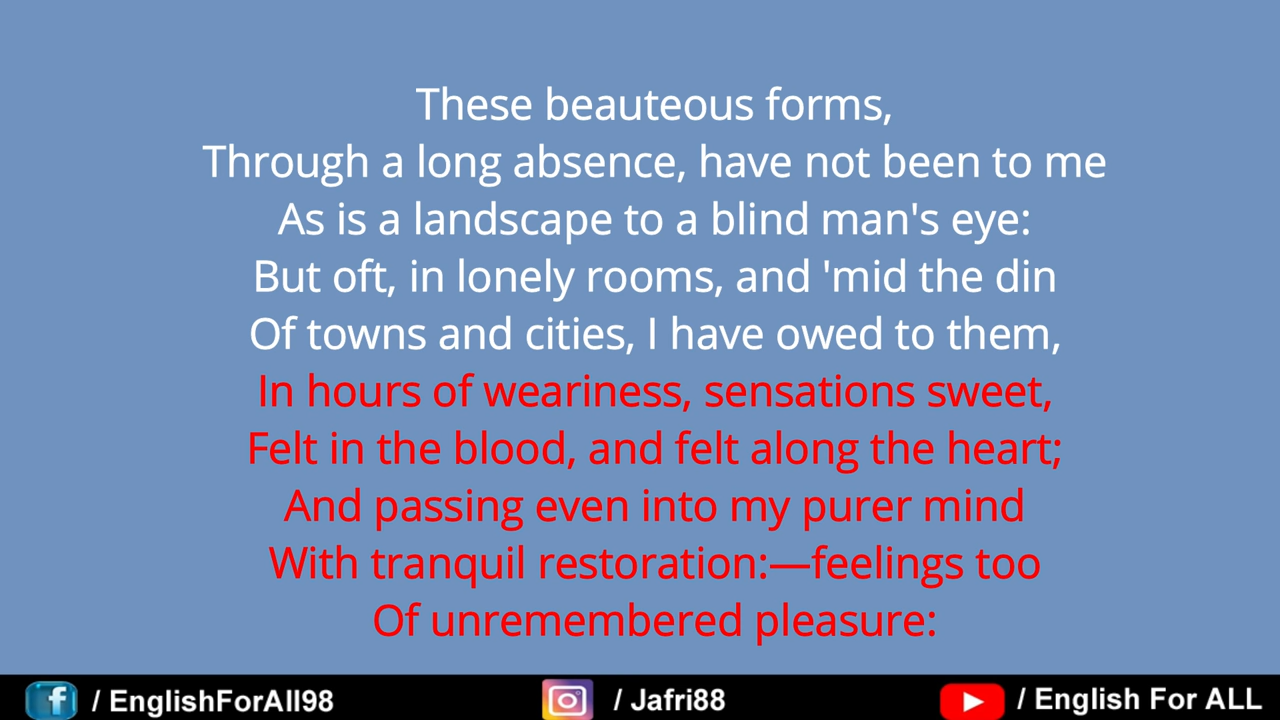 These beauteous forms,
Through a long absence, have not been to me
As is a landscape to a blind man's eye:
But oft, in lonely rooms, and 'mid the din
Of towns and cities, I have owed to them,
In hours of weariness, sensations sweet,
Felt in the blood, and felt along the heart;
And passing even into my purer mind
With tranquil restoration:—feelings too
Of unremembered pleasure:
/ EnglishForAll98 / Jafri88 / English For ALL